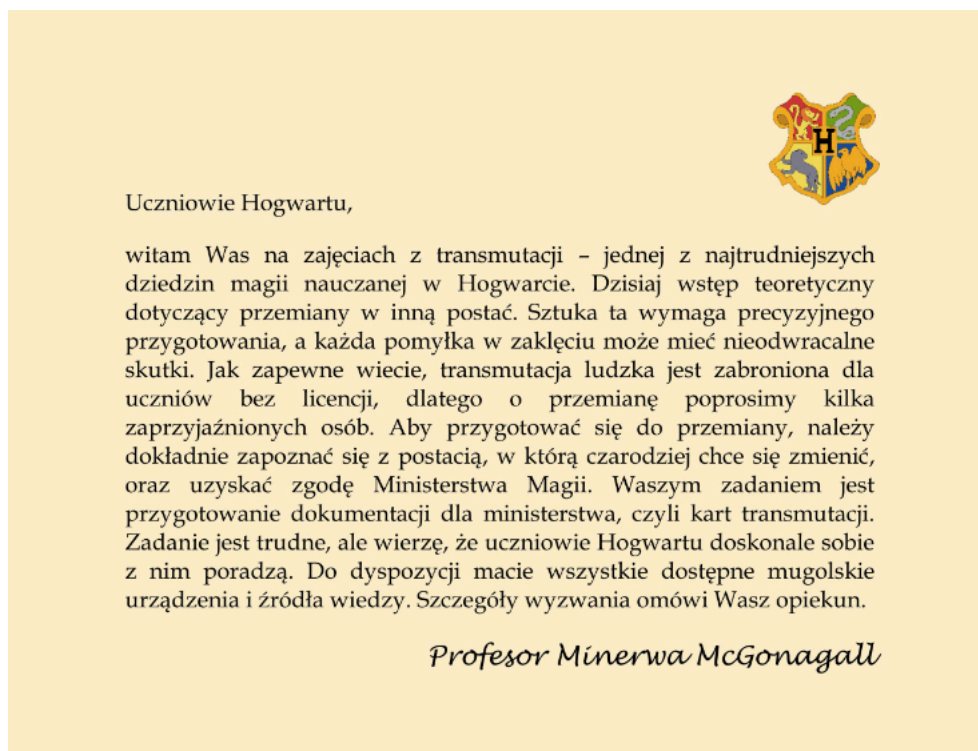 H
Uczniowie Hogwartu,
witam Was na zajęciach z transmutacji – jednej z najtrudniejszych
dziedzin magii nauczanej w Hogwarcie. Dzisiaj wstęp teoretyczny
dotyczący przemiany w inną postać. Sztuka ta wymaga precyzyjnego
przygotowania, a każda pomyłka w zaklęciu może mieć nieodwracalne
skutki. Jak zapewne wiecie, transmutacja ludzka jest zabroniona dla
uczniów bez licencji, dlatego o przemianę poprosimy kilka
zaprzyjaźnionych osób. Aby przygotować się do przemiany, należy
dokładnie zapoznać się z postacią, w którą czarodziej chce się zmienić,
oraz uzyskać zgodę Ministerstwa Magii. Waszym zadaniem jest
przygotowanie dokumentacji dla ministerstwa, czyli kart transmutacji.
Zadanie jest trudne, ale wierzę, że uczniowie Hogwartu doskonale sobie
z nim poradzą. Do dyspozycji macie wszystkie dostępne mugolskie
urządzenia i źródła wiedzy. Szczegóły wyzwania omówi Wasz opiekun.
Profesor Minerwa McGonagall